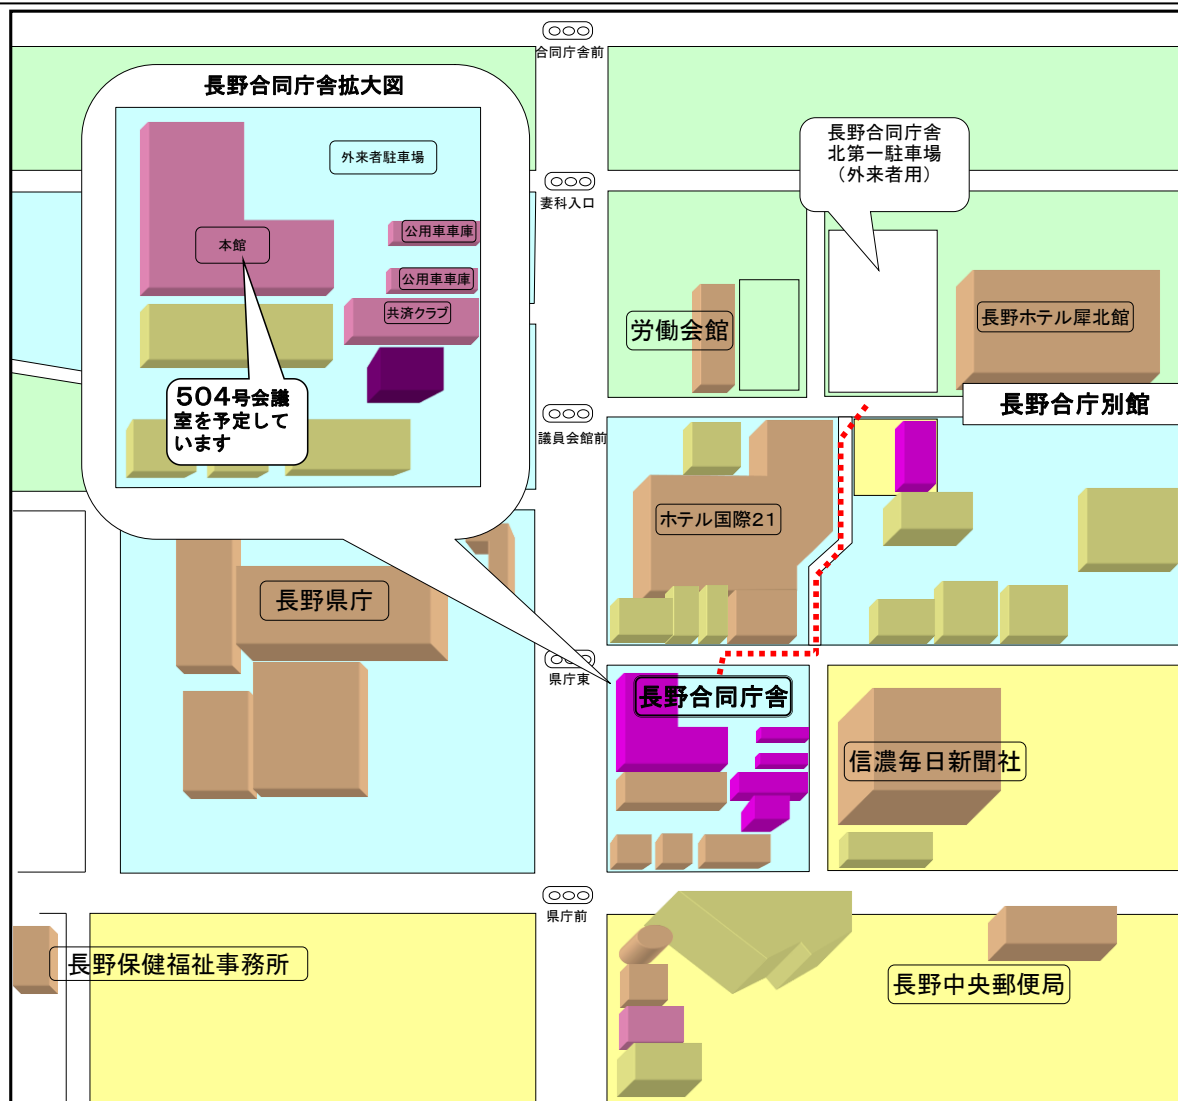 合同庁舎前
長野合同庁舎拡大図
外来者駐車場
本館
公用車車庫
公用車車庫
共済クラブ
504号会議
室を予定して
います
長野合同庁舎
北第一駐車場
（外来者用）
妻科入口
労働会館
長野ホテル犀北館
長野合庁別館
議員会館前
ホテル国際21
長野県庁
県庁東
長野合同庁舎
信濃毎日新聞社
県庁前
長野保健福祉事務所
長野中央郵便局